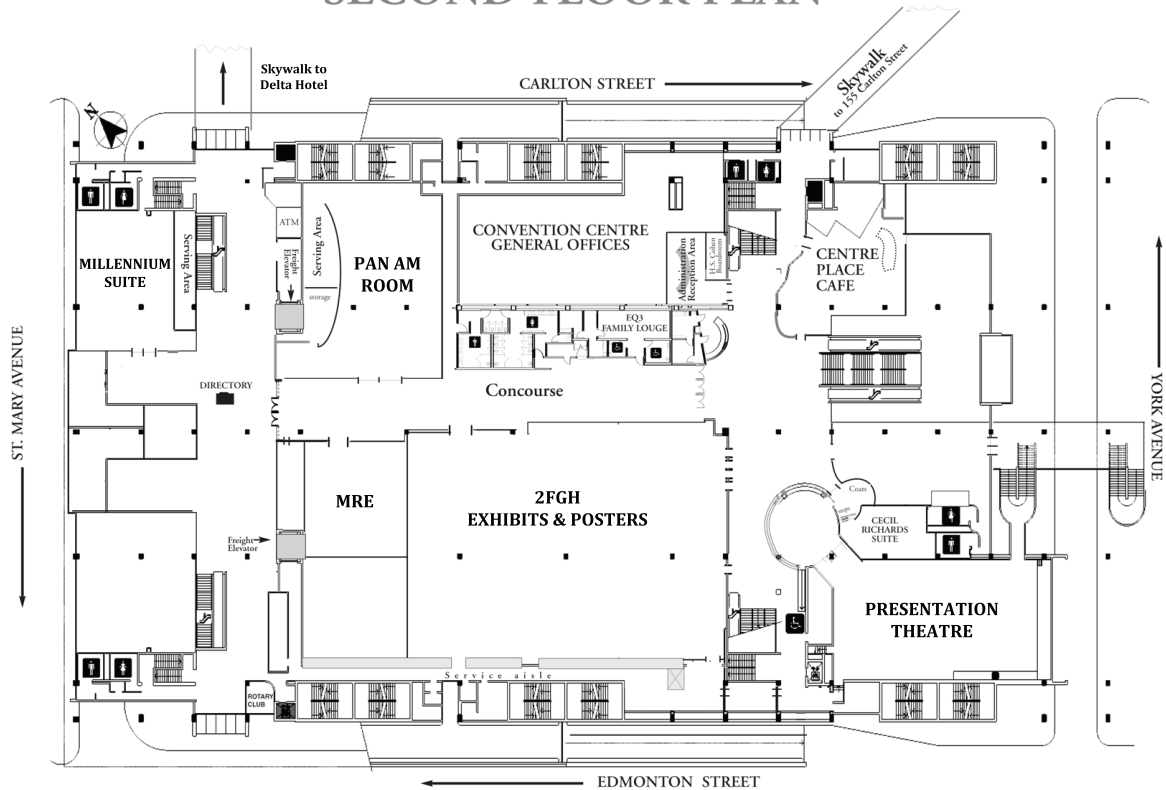 SECOND FLOOR PLAN
Skywalk to
Delta Hotel
CARLTON STREET
Skywalk
to 155 Carlton Street
N
ATM
Serving Area
Freight
Elevator
storage
PAN AM
ROOM
CONVENTION CENTRE
GENERAL OFFICES
Administration
Reception Area
H.S. Cohen
Boardroom
CENTRE
PLACE
CAFE
MILLENNIUM
SUITE
Serving Area
EQ3
FAMILY LOUGE
DIRECTORY
Concourse
ST. MARY AVENUE
YORK AVENUE
MRE
2FGH
EXHIBITS & POSTERS
Coats
steps
CECIL
RICHARDS
SUITE
Freight
Elevator
PRESENTATION
THEATRE
Service aisle
ROTARY
CLUB
EDMONTON STREET